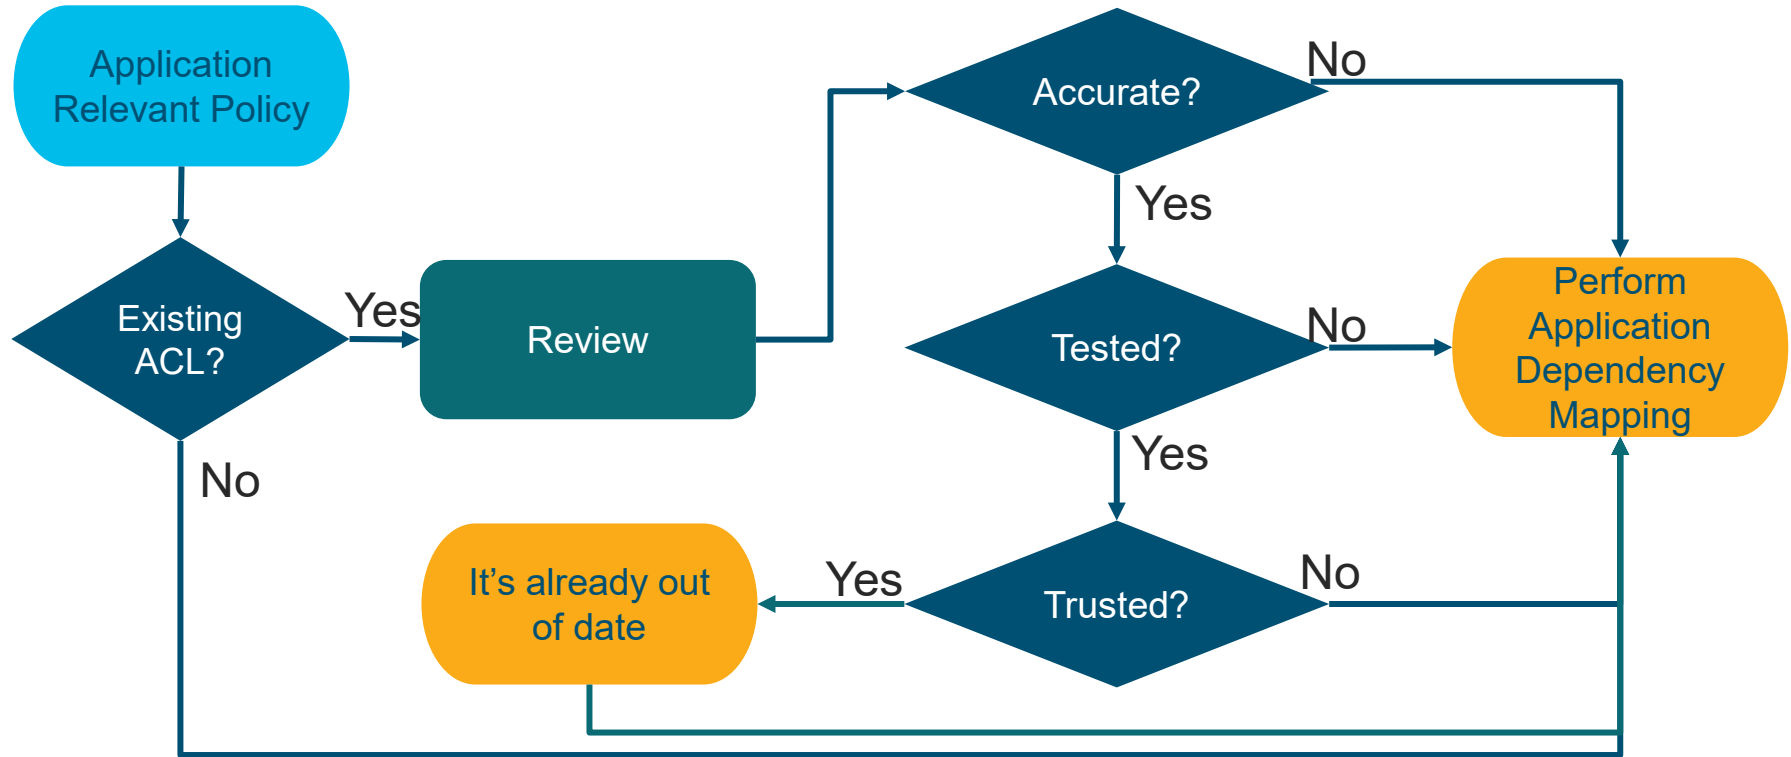 Application
Relevant Policy
Existing
ACL?
Yes
No
Review
Accurate?
No
Yes
Tested?
No
Yes
Trusted?
No
Yes
It’s already out
of date
Perform
Application
Dependency
Mapping